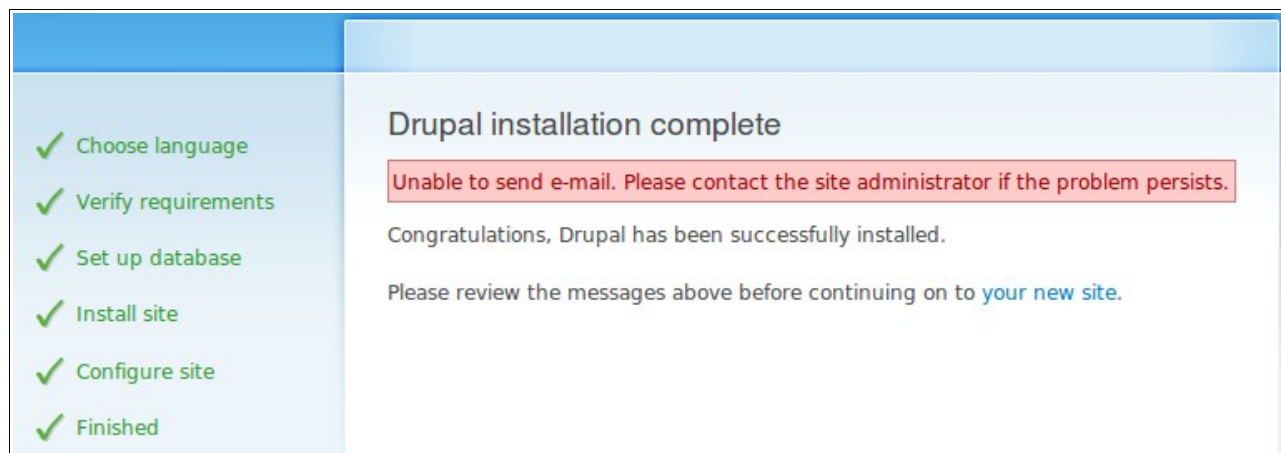 Choose language
Verify requirements
Set up database
Install site
Configure site
Finished
Drupal installation complete
Unable to send e-mail. Please contact the site administrator if the problem persists.
Congratulations, Drupal has been successfully installed.
Please review the messages above before continuing on to your new site.